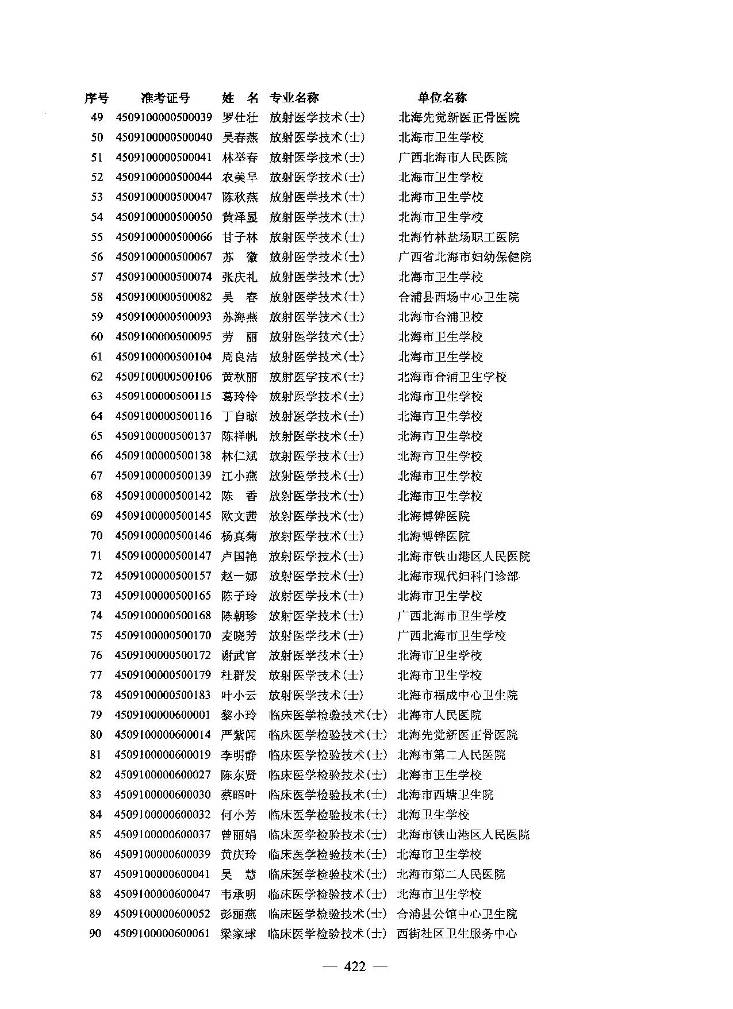 序号 准考证号 姓 名 专业名称 单位名称
49 4509100000500039 罗仕壮 放射医学技术(士) 北海先觉新医正骨医院
50 4509100000500040 吴春燕 放射医学技术(士) 北海市卫生学校
51 4509100000500041 林举春 放射医学技术(士) 广西北海市人民医院
52 4509100000500044 农美早 放射医学技术(士) 北海市卫生学校
53 4509100000500047 陈秋燕 放射医学技术(士) 北海市卫生学校
54 4509100000500050 黄泽显 放射医学技术(士) 北海市卫生学校
55 4509100000500066 甘子林 放射医学技术(士) 北海竹林盐场职工医院
56 4509100000500067 苏 徽 放射医学技术(士) 广西省北海市妇幼保健院
57 4509100000500074 张庆礼 放射医学技术(士) 北海市卫生学校
58 4509100000500082 吴 春 放射医学技术(士) 合浦县西场中心卫生院
59 4509100000500093 苏海燕 放射医学技术(士) 北海市合浦卫校
60 4509100000500095 劳 丽 放射医学技术(士) 北海市卫生学校
61 4509100000500104 周良洁 放射医学技术(士) 北海市卫生学校
62 4509100000500106 黄秋丽 放射医学技术(士) 北海市合浦卫生学校
63 4509100000500115 葛玲伶 放射医学技术(士) 北海市卫生学校
64 4509100000500116 丁自晾 放射医学技术(士) 北海市卫生学校
65 4509100000500137 陈祥帆 放射医学技术(士) 北海市卫生学校
66 4509100000500138 林仁斌 放射医学技术(士) 北海市卫生学校
67 4509100000500139 江小燕 放射医学技术(士) 北海市卫生学校
68 4509100000500142 陈 香 放射医学技术(士) 北海市卫生学校
69 4509100000500145 欧文茜 放射医学技术(士) 北海博铧医院
70 4509100000500146 杨真菊 放射医学技术(士) 北海博铧医院
71 4509100000500147 卢国艳 放射医学技术(士) 北海市铁山港区人民医院
72 4509100000500157 赵一娜 放射医学技术(士) 北海市现代妇科门诊部
73 4509100000500165 陈子玲 放射医学技术(士) 北海市卫生学校
74 4509100000500168 陈朝珍 放射医学技术(士) 广西北海市卫生学校
75 4509100000500170 麦晓芳 放射医学技术(士) 广西北海市卫生学校
76 4509100000500172 谢武官 放射医学技术(士) 北海市卫生学校
77 4509100000500179 杜群发 放射医学技术(士) 北海市卫生学校
78 4509100000500183 叶小云 放射医学技术(士) 北海市福成中心卫生院
79 4509100000600001 黎小玲 临床医学检验技术(士) 北海市人民医院
80 4509100000600014 严紫闻 临床医学检验技术(士) 北海先觉新医正骨医院
81 4509100000600019 李明静 临床医学检验技术(士) 北海市第二人民医院
82 4509100000600027 陈东贤 临床医学检验技术(士) 北海市卫生学校
83 4509100000600030 蔡昭叶 临床医学检验技术(士) 北海市西塘卫生院
84 4509100000600032 何小芳 临床医学检验技术(士) 北海卫生学校
85 4509100000600037 曾丽娟 临床医学检验技术(士) 北海市铁山港区人民医院
86 4509100000600039 黄庆玲 临床医学检验技术(士) 北海市卫生学校
87 4509100000600041 吴 慧 临床医学检验技术(士) 北海市第二人民医院
88 4509100000600047 韦承明 临床医学检验技术(士) 北海市卫生学校
89 4509100000600052 彭丽燕 临床医学检验技术(士) 合浦县公馆中心卫生院
90 4509100000600061 梁家球 临床医学检验技术(士) 西街社区卫生服务中心
— 422 —